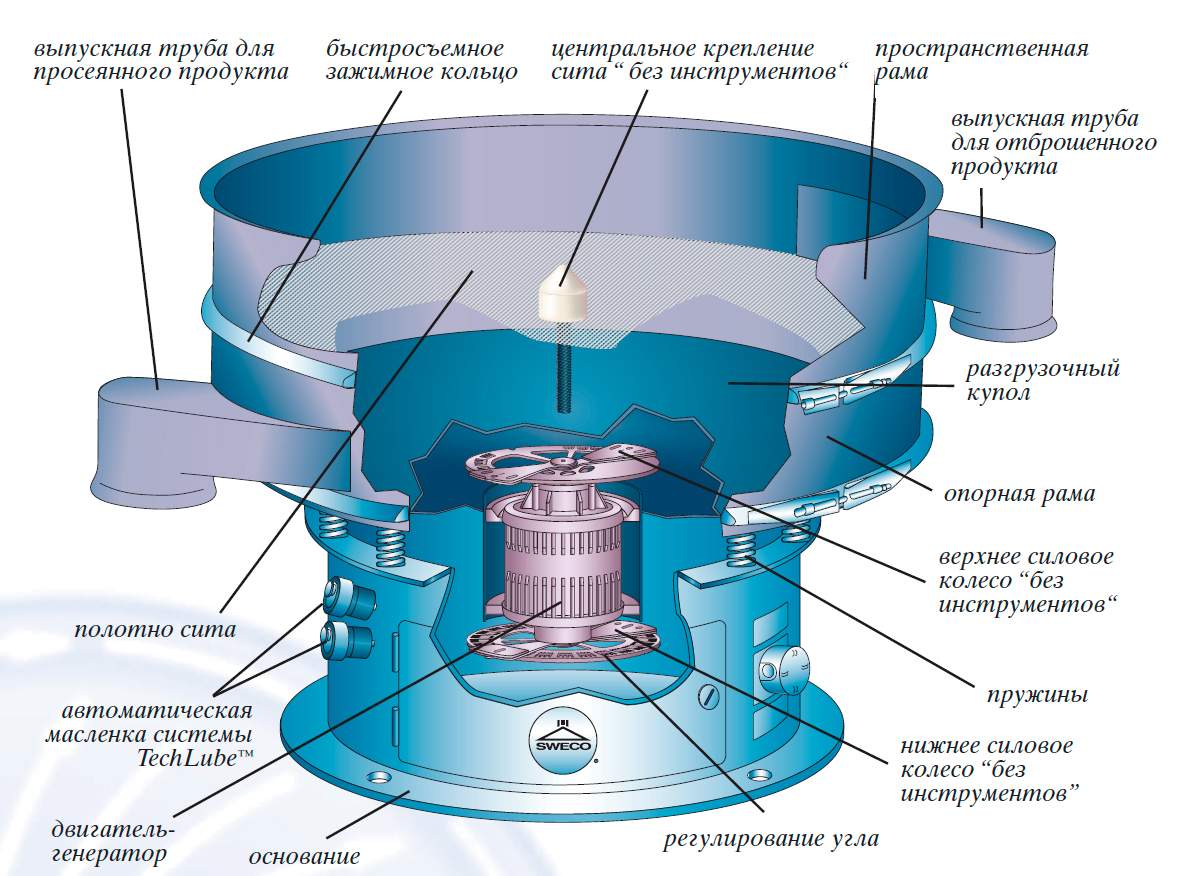 выпускная труба для
просеянного продукта
быстросъемное
зажимное кольцо
центральное крепление
сита “ без инструментов“
пространственная
рама
выпускная труба
для отброшенного
продукта
разгрузочный
купол
опорная рама
верхнее силовое
колесо “без
инструментов“
полотно сита
пружины
автоматическая
масленка системы
TechLube™
SWECO
нижнее силовое
колесо “без
инструментов”
двигатель-
генератор
основание
регулирование угла